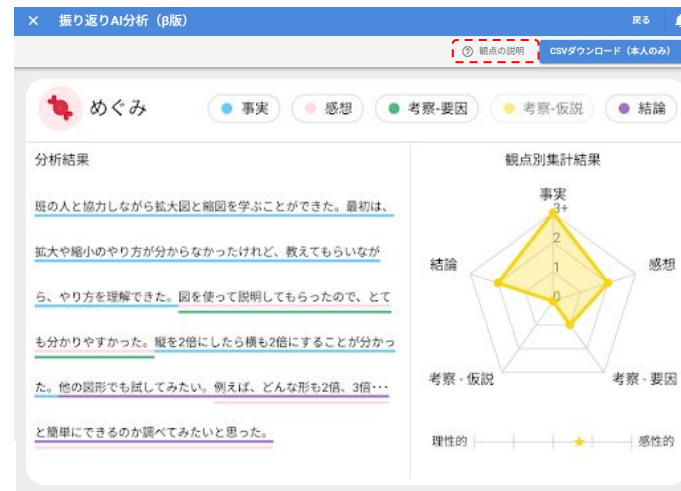 × 振り返りAI分析（β版）
戻る
? 観点の説明
CSVダウンロード（本人のみ）
めぐみ
事実
感想
考察-要因
考察-仮説
結論
分析結果
班の人と協力しながら拡大図と縮図を学ぶことができた。最初は、
拡大や縮小のやり方が分からなかったけれど、教えてもらいなが
ら、やり方を理解できた。図を使って説明してもらったので、とて
も分かりやすかった。縦を2倍にしたら横も2倍にすることが分かっ
た。他の図形でも試してみたい。例えば、どんな形も2倍、3倍･･･
と簡単にできるのか調べてみたいと思った。
観点別集計結果
事実
3+
2
1
0
結論
感想
考察 - 仮説
考察 - 要因
理性的
感性的